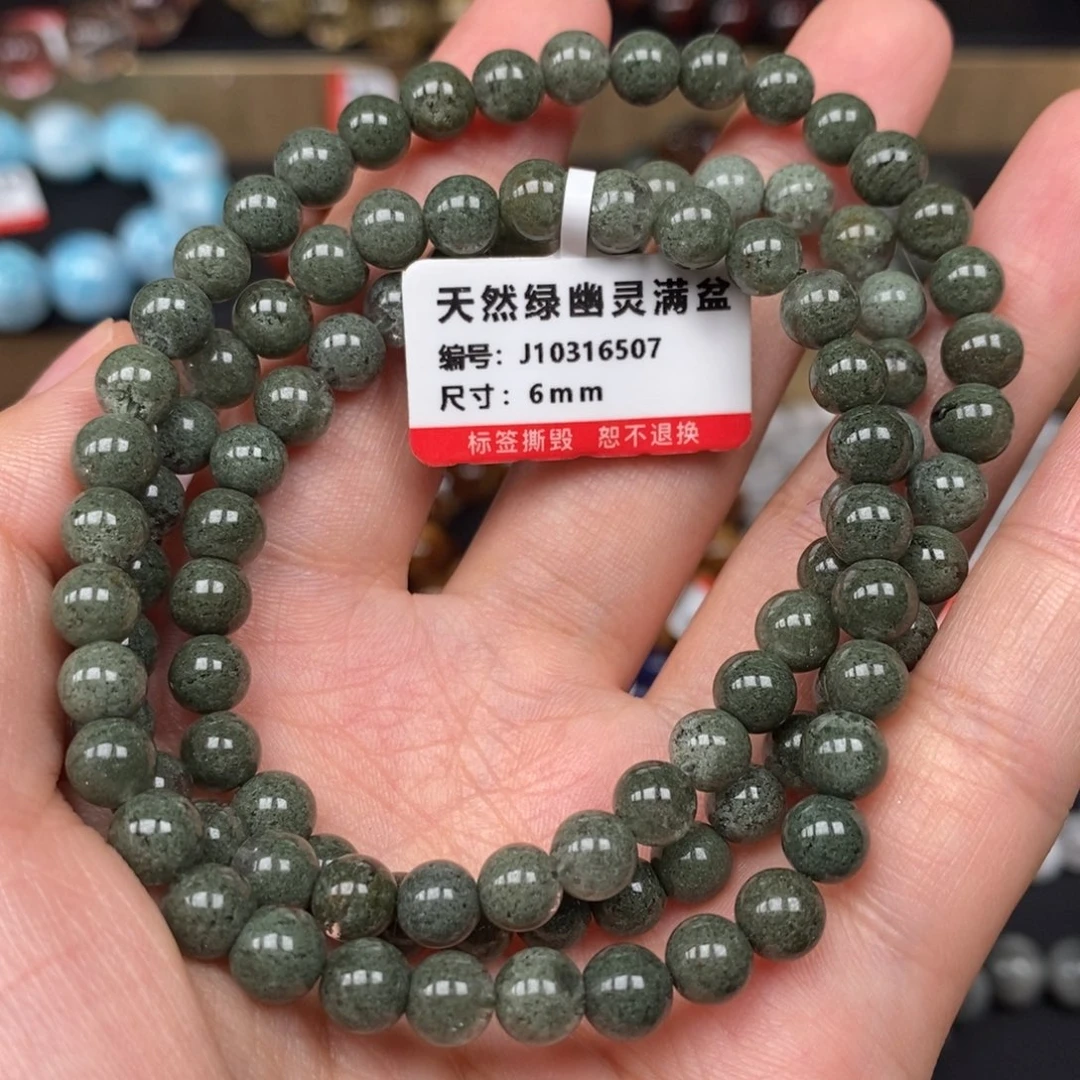 天然绿幽灵满盆
编号：J10316507
尺寸：6mm
标签撕毁 恕不退换